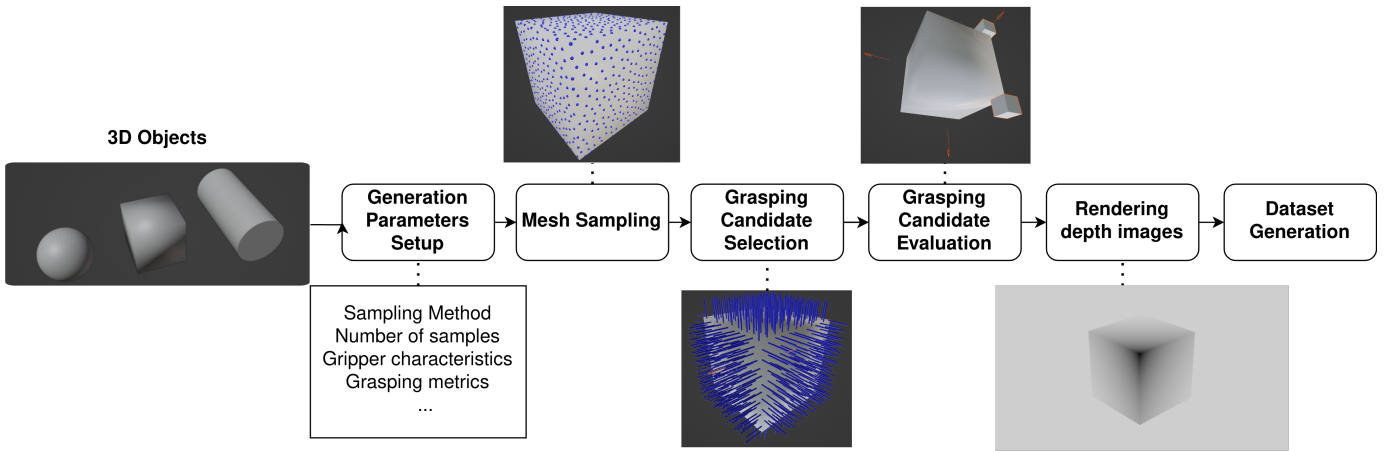 3D Objects
Generation
Parameters
Setup
Mesh Sampling
Grasping
Candidate
Selection
Grasping
Candidate
Evaluation
Rendering
depth images
Dataset
Generation
Sampling Method
Number of samples
Gripper characteristics
Grasping metrics
...